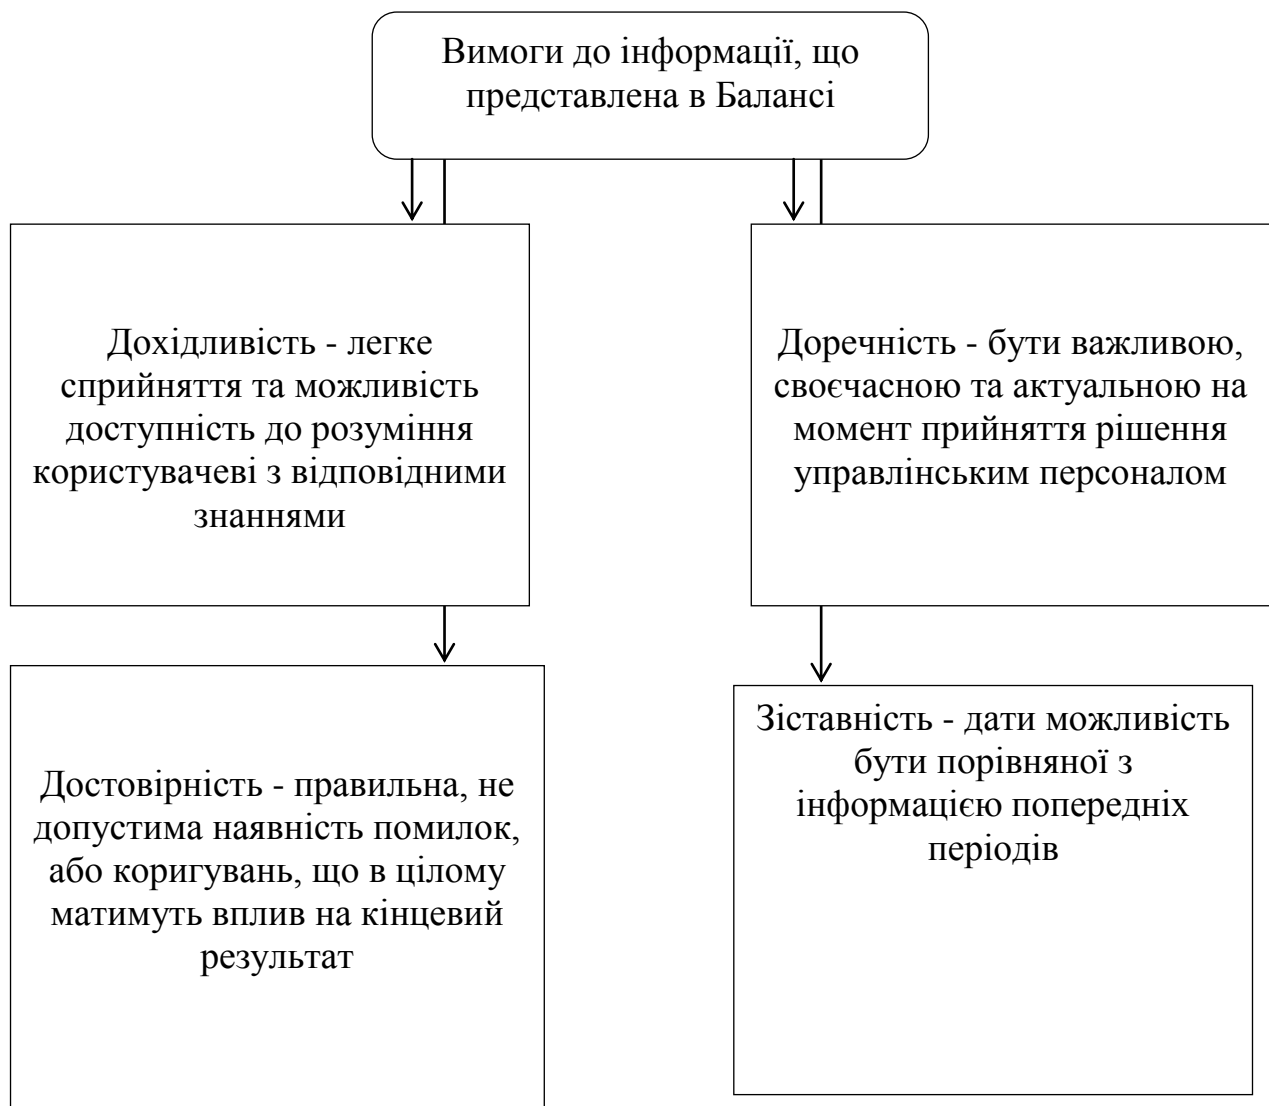 Вимоги до інформації, що
представлена в Балансі
Дохідливість - легке
сприйняття та можливість
доступність до розуміння
користувачеві з відповідними
знаннями
Доречність - бути важливою,
своєчасною та актуальною на
момент прийняття рішення
управлінським персоналом
Достовірність - правильна, не
допустима наявність помилок,
або коригувань, що в цілому
матимуть вплив на кінцевий
результат
Зіставність - дати можливість
бути порівняної з
інформацією попередніх
періодів